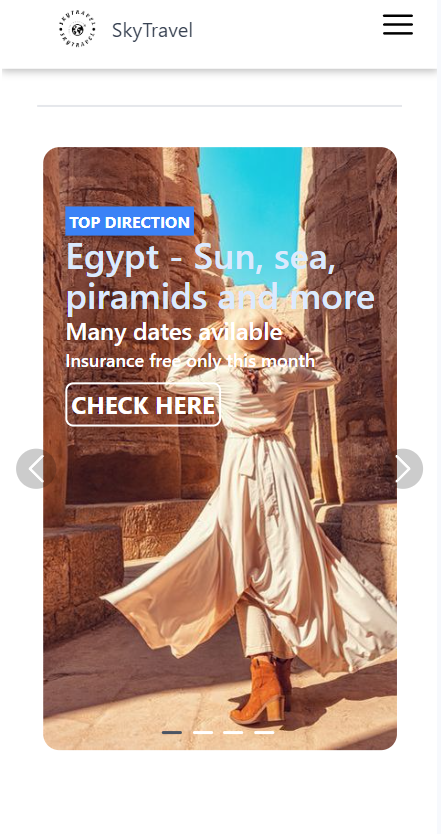 SKYTRAVEL
SKYTRAVEL
SkyTravel
TOP DIRECTION
Egypt - Sun, sea,
piramids and more
Many dates avilable
Insurance free only this month
CHECK HERE